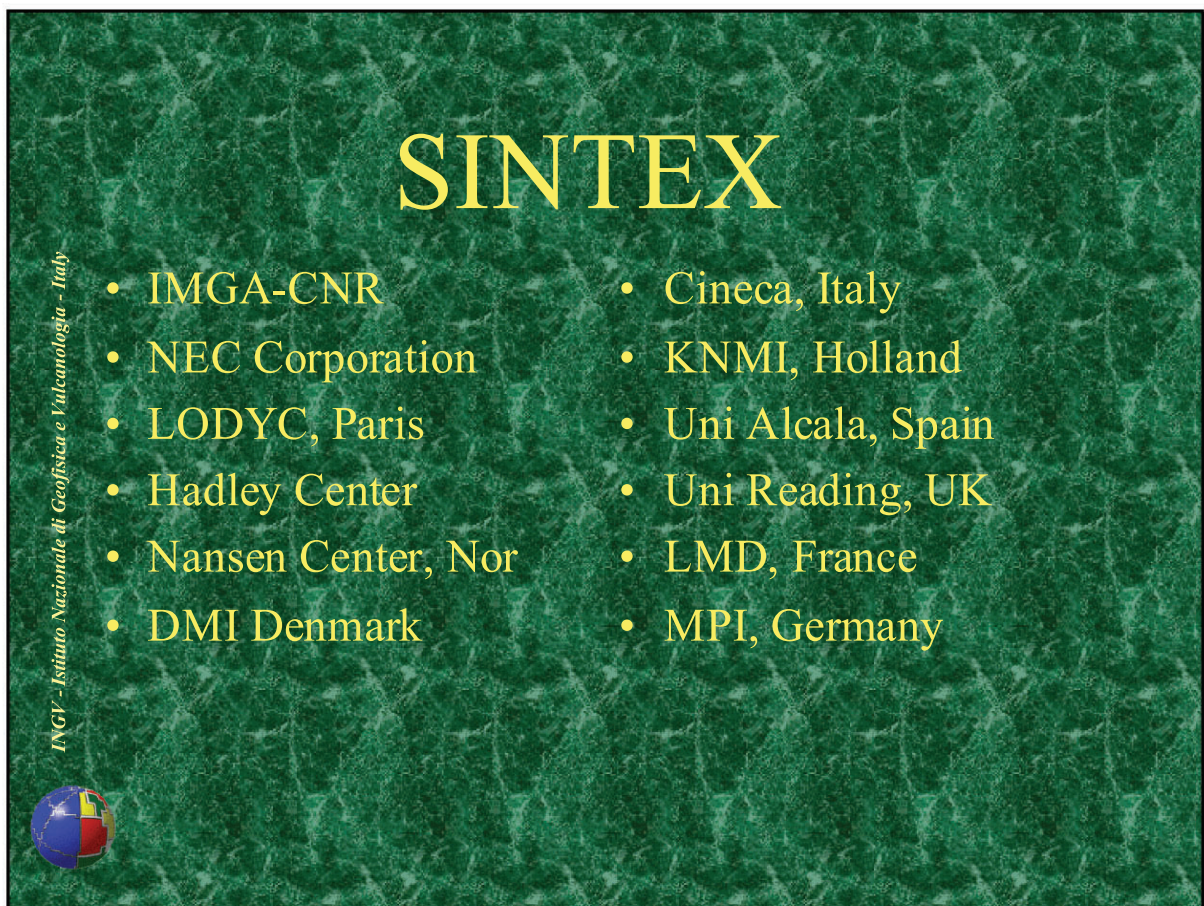 SINTEX
INGV - Istituto Nazionale di Geofisica e Vulcanologia - Italy
• IMGA-CNR
• NEC Corporation
• LODYC, Paris
• Hadley Center
• Nansen Center, Nor
• DMI Denmark
• Cineca, Italy
• KNMI, Holland
• Uni Alcala, Spain
• Uni Reading, UK
• LMD, France
• MPI, Germany